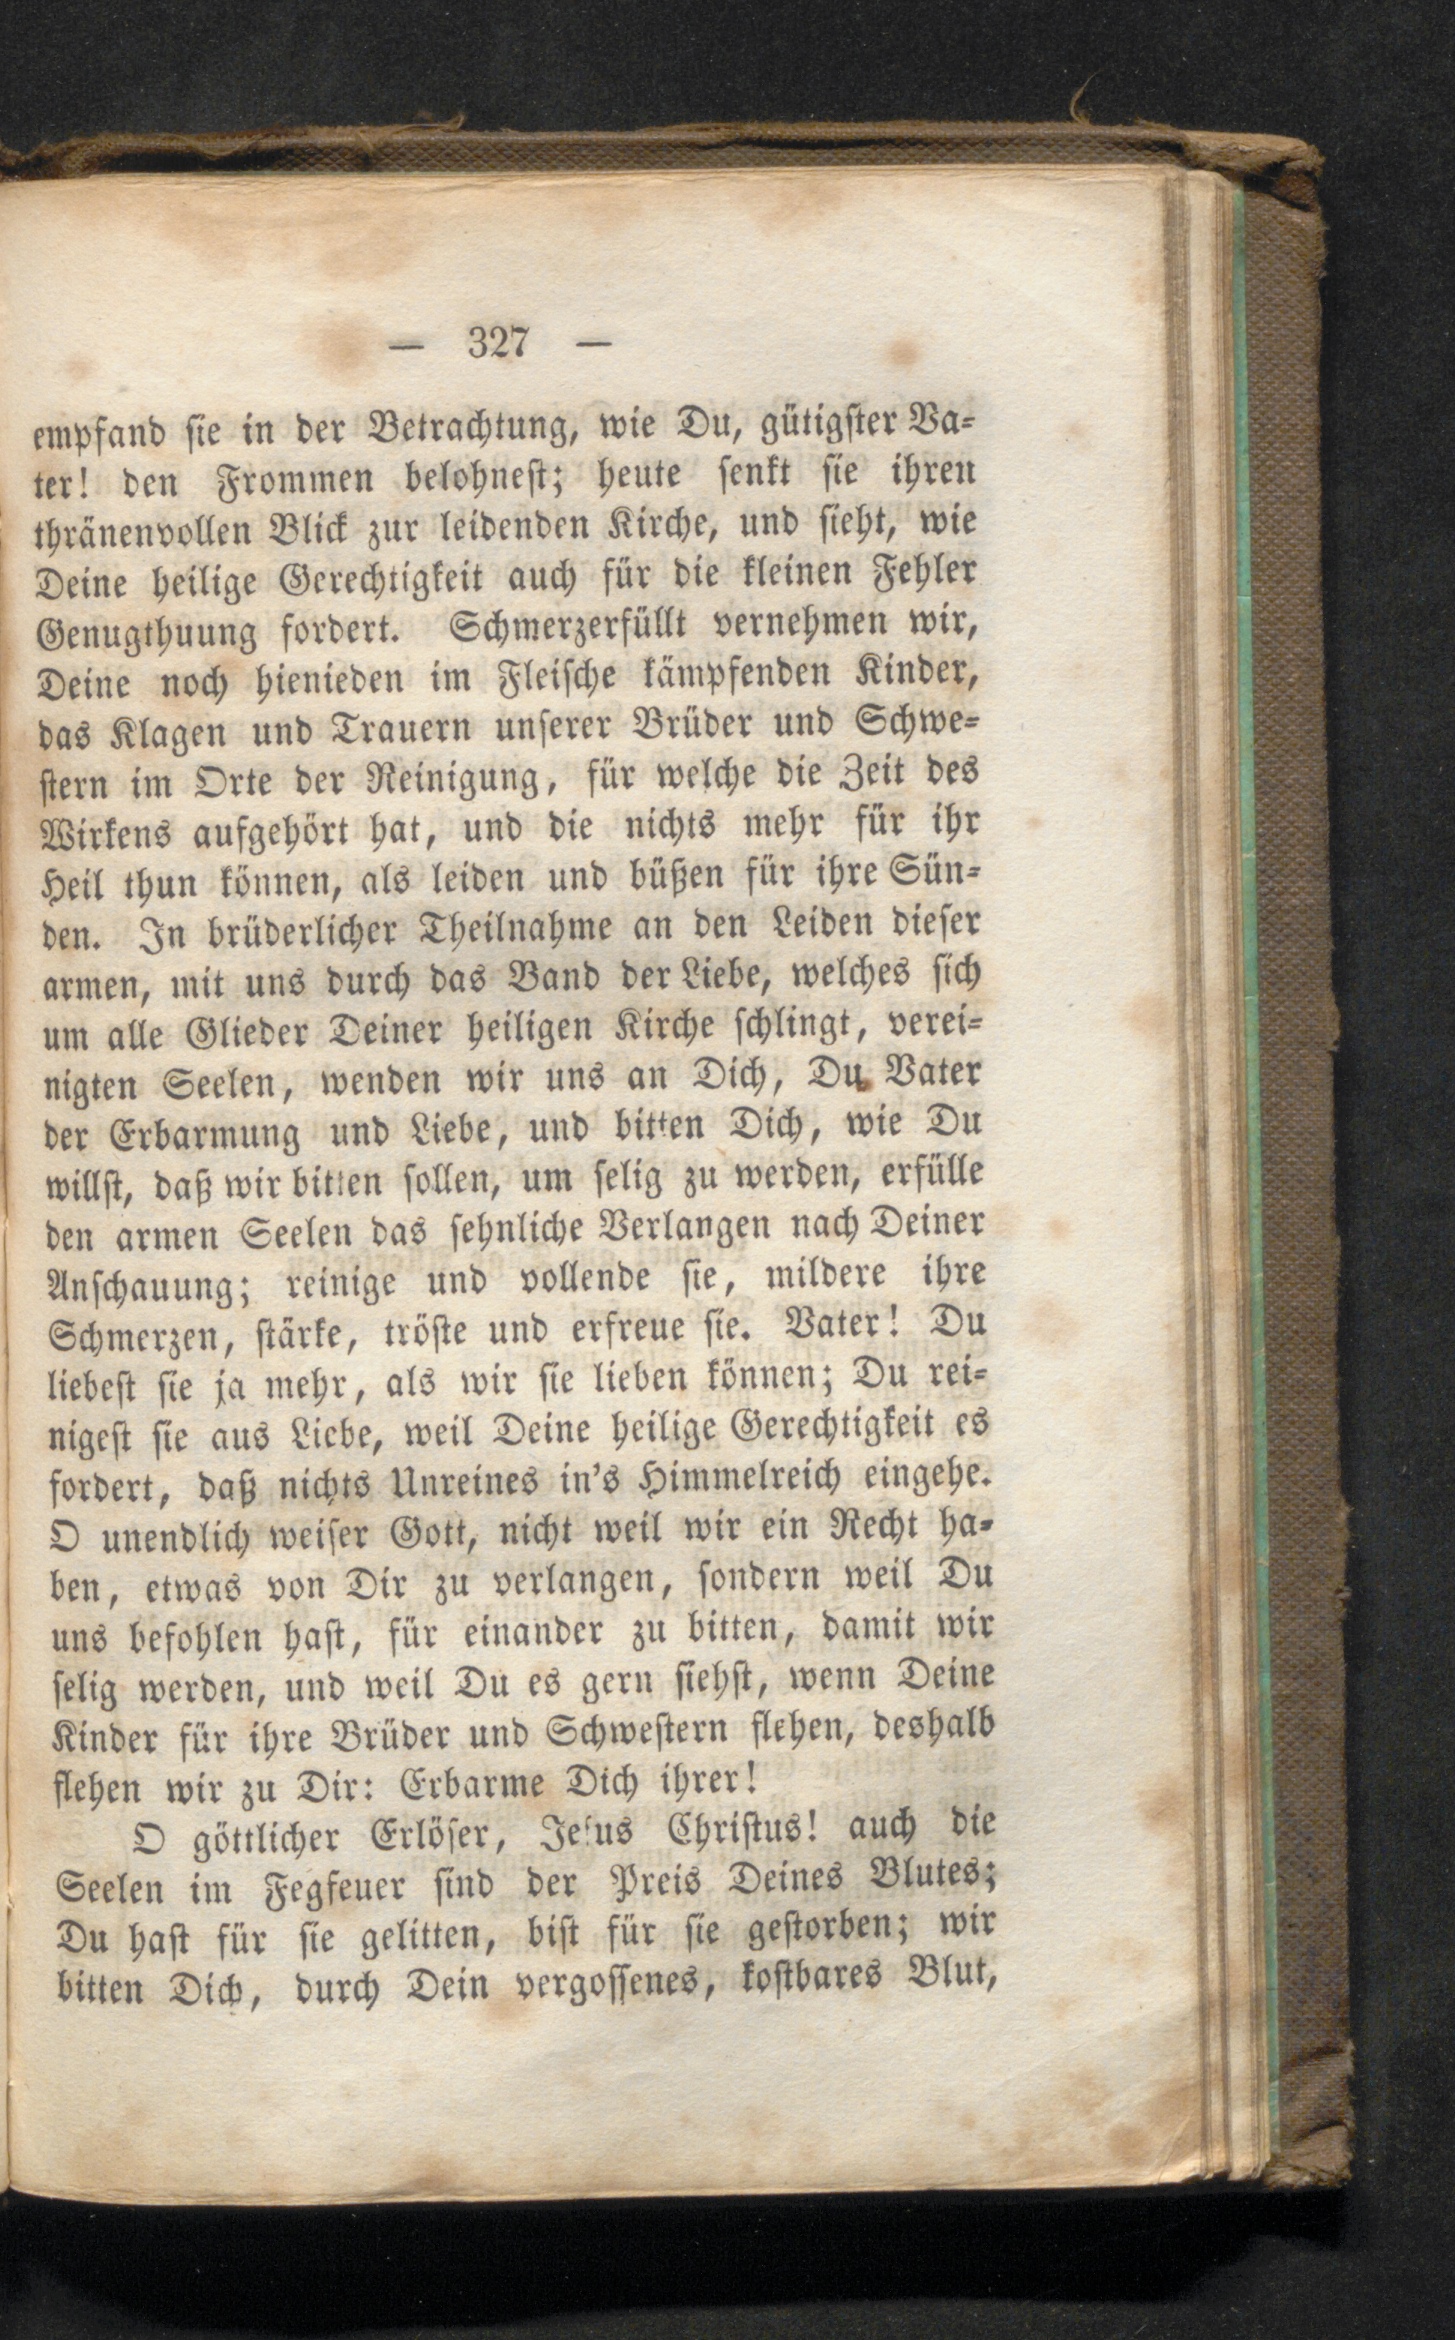 — 327 —
empfand sie in der Betrachtung, wie Du, gütigster Va-
ter! den Frommen belohnest; heute senkt sie ihren
thränenvollen Blick zur leidenden Kirche, und sieht, wie
Deine heilige Gerechtigkeit auch für die kleinen Fehler
Genugthuung fordert. Schmerzerfüllt vernehmen wir,
Deine noch hienieden im Fleische kämpfenden Kinder,
das Klagen und Trauern unserer Brüder und Schwe-
stern im Orte der Reinigung, für welche die Zeit des
Wirkens aufgehört hat, und die nichts mehr für ihr
Heil thun können, als leiden und büßen für ihre Sün-
den. In brüderlicher Theilnahme an den Leiden dieser
armen, mit uns durch das Band der Liebe, welches sich
um alle Glieder Deiner heiligen Kirche schlingt, verei-
nigten Seelen, wenden wir uns an Dich, Du Vater
der Erbarmung und Liebe, und bitten Dich, wie Du
willst, daß wir bitten sollen, um selig zu werden, erfülle
den armen Seelen das sehnliche Verlangen nach Deiner
Anschauung; reinige und vollende sie, mildere ihre
Schmerzen, stärke, tröste und erfreue sie. Vater! Du
liebest sie ja mehr, als wir sie lieben können; Du rei-
nigest sie aus Liebe, weil Deine heilige Gerechtigkeit es
fordert, daß nichts Unreines in's Himmelreich eingehe.
O unendlich weiser Gott, nicht weil wir ein Recht ha-
ben, etwas von Dir zu verlangen, sondern weil Du
uns befohlen hast, für einander zu bitten, damit wir
selig werden, und weil Du es gern siehst, wenn Deine
Kinder für ihre Brüder und Schwestern flehen, deshalb
flehen wir zu Dir: Erbarme Dich ihrer!
O göttlicher Erlöser, Jesus Christus! auch die
Seelen im Fegfeuer sind der Preis Deines Blutes;
Du hast für sie gelitten, bist für sie gestorben; wir
bitten Dich, durch Dein vergossenes, kostbares Blut,